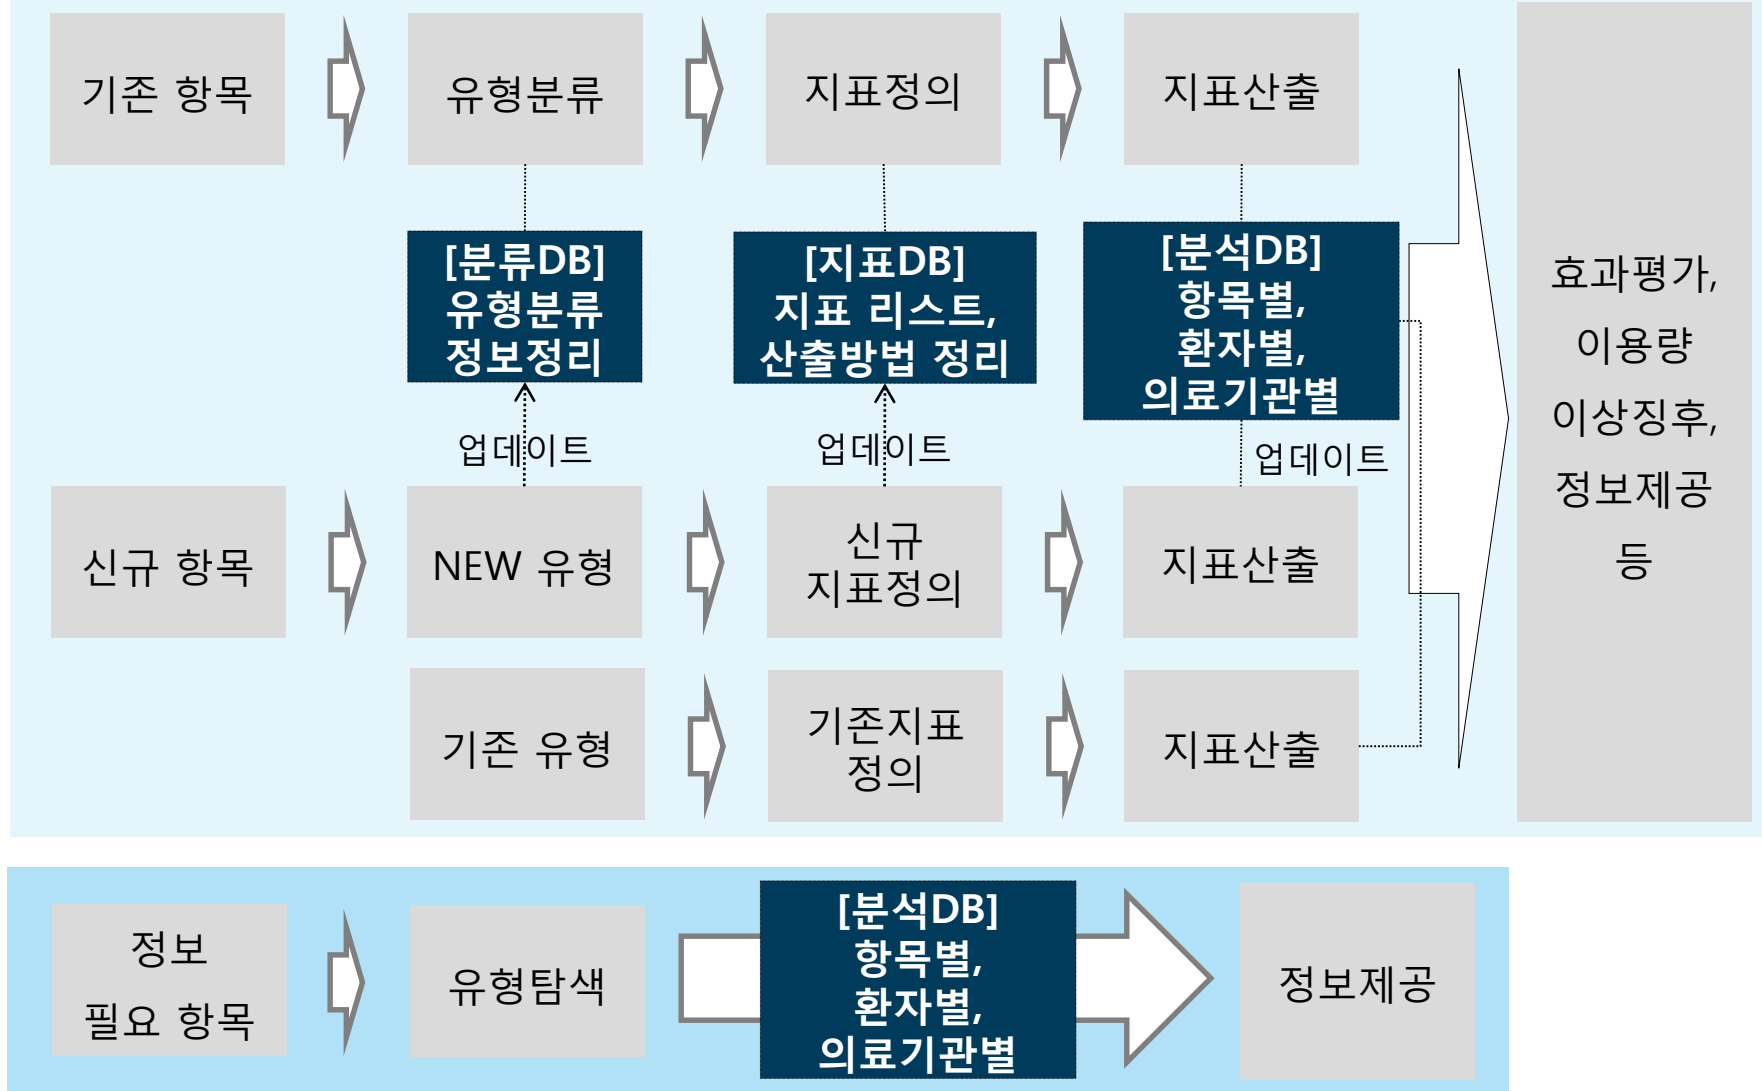 기존 항목
유형분류
지표정의
지표산출
[분류DB]
유형분류
정보정리
[지표DB]
지표 리스트,
산출방법 정리
[분석DB]
항목별,
환자별,
의료기관별
효과평가,
이용량
이상징후,
정보제공
등
업데이트
업데이트
업데이트
신규 항목
NEW 유형
신규
지표정의
지표산출
기존 유형
기존지표
정의
지표산출
정보
필요 항목
유형탐색
[분석DB]
항목별,
환자별,
의료기관별
정보제공